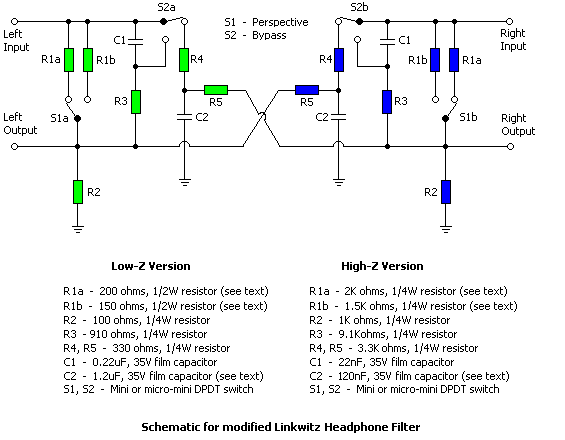 S2a
S1 - Perspective
S2 - Bypass
S2b
Left
Input
Right
Input
C1
C1
R1a
R1b
R4
R4
R1b
R1a
R3
R5
R5
R3
Left
Output
S1a
C2
C2
S1b
Right
Output
R2
R2
Low-Z Version
R1a - 200 ohms, 1/2W resistor (see text)
R1b - 150 ohms, 1/2W resistor (see text)
R2 - 100 ohms, 1/4W resistor
R3 - 910 ohms, 1/4W resistor
R4, R5 - 330 ohms, 1/4W resistor
C1 - 0.22uF, 35V film capacitor
C2 - 1.2uF, 35V film capacitor (see text)
S1, S2 - Mini or micro-mini DPDT switch
High-Z Version
R1a - 2K ohms, 1/4W resistor (see text)
R1b - 1.5K ohms, 1/4W resistor (see text)
R2 - 1K ohms, 1/4W resistor
R3 - 9.1Kohms, 1/4W resistor
R4, R5 - 3.3K ohms, 1/4W resistor
C1 - 22nF, 35V film capacitor
C2 - 120nF, 35V film capacitor (see text)
S1, S2 - Mini or micro-mini DPDT switch
Schematic for modified Linkwitz Headphone Filter